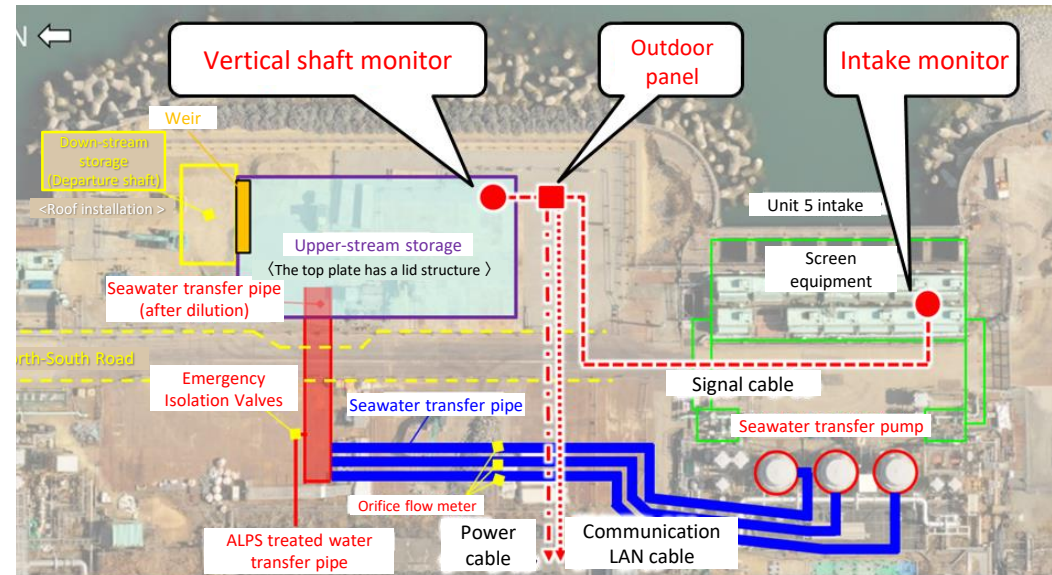 N
Vertical shaft monitor
Outdoor
panel
Intake monitor
Weir
Down-stream
storage
(Departure shaft)
<Roof installation >
Unit 5 intake
Upper-stream storage
〈The top plate has a lid structure 〉
Screen
equipment
Seawater transfer pipe
(after dilution)
orth-South Road
Emergency
Isolation Valves
Seawater transfer pipe
Signal cable
Seawater transfer pump
Orifice flow meter
ALPS treated water
transfer pipe
Power
cable
Communication
LAN cable